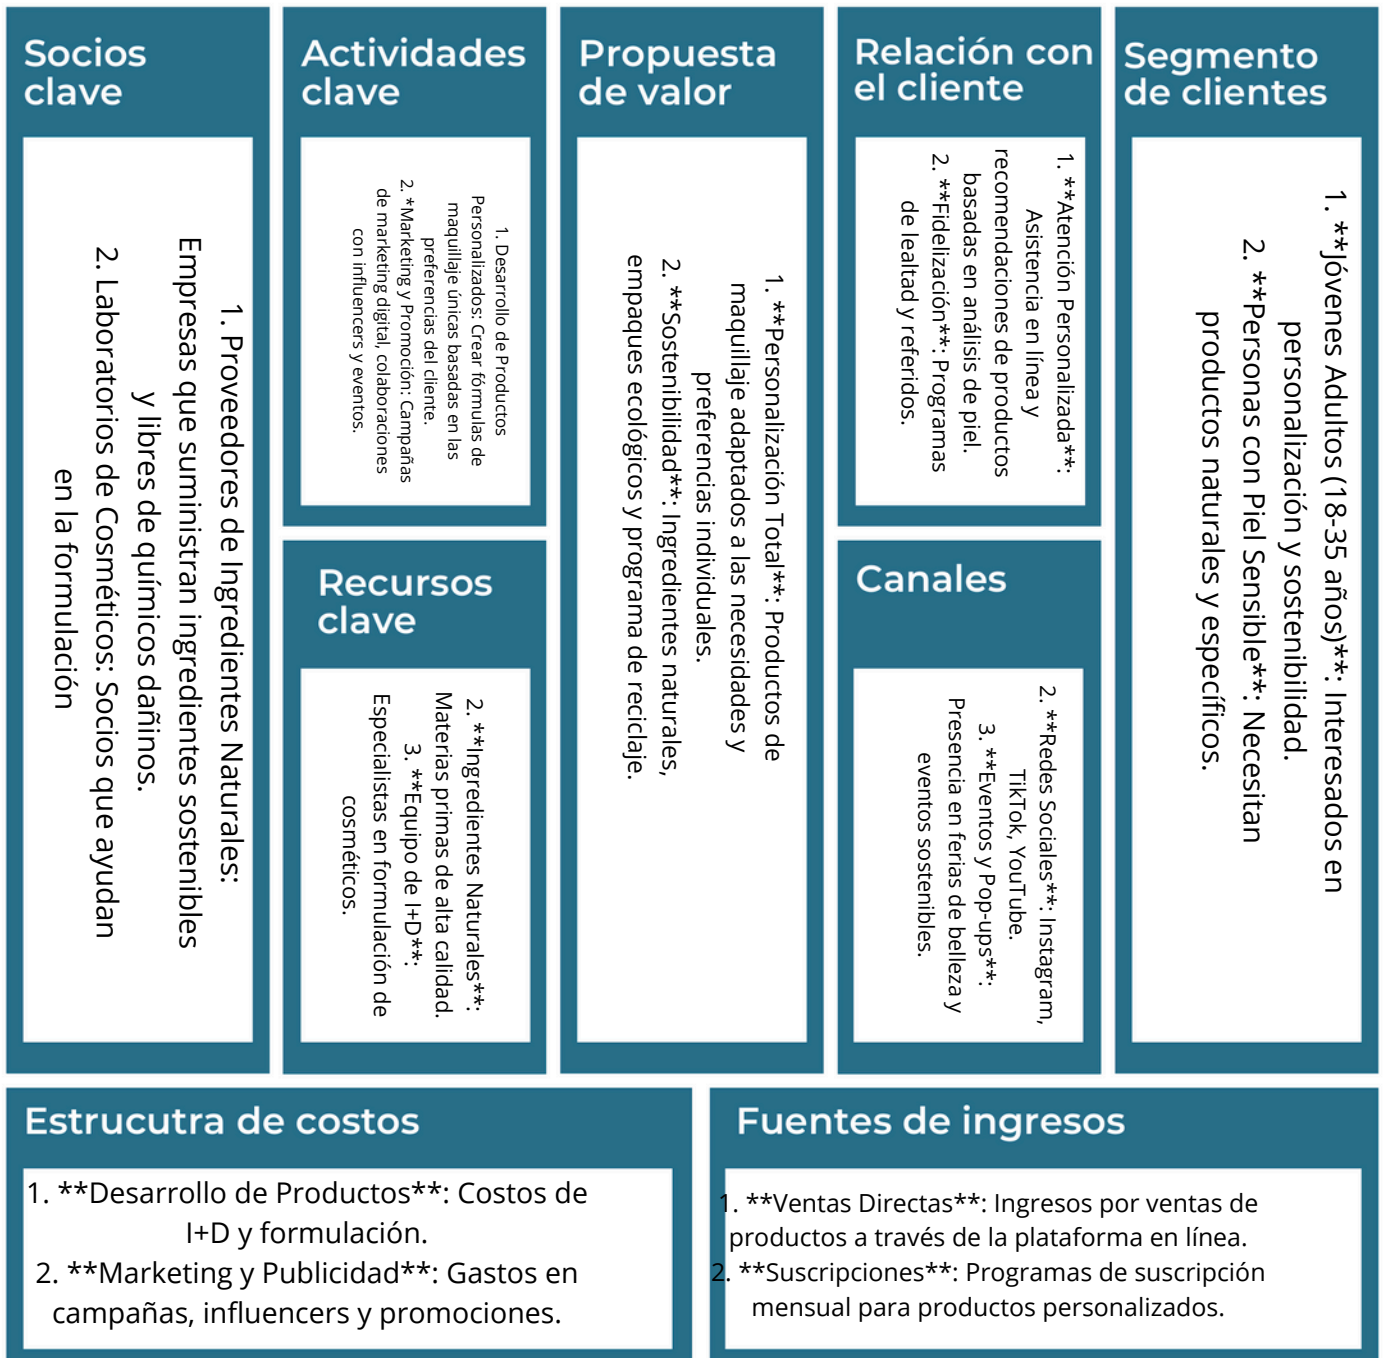 Socios
clave
1. Proveedores de Ingredientes Naturales:
Empresas que suministran ingredientes sostenibles
y libres de químicos dañinos.
2. Laboratorios de Cosméticos: Socios que ayudan
en la formulación
Actividades
clave
1. Desarrollo de Productos
Personalizados: Crear fórmulas de
maquillaje únicas basadas en las
preferencias del cliente.
2. *Marketing y Promoción: Campañas
de marketing digital, colaboraciones
con influencers y eventos.
Recursos
clave
2. **Ingredientes Naturales**:
Materias primas de alta calidad.
3. **Equipo de I+D**:
Especialistas en formulación de
cosméticos.
Propuesta
de valor
1. **Personalización Total**: Productos de
maquillaje adaptados a las necesidades y
preferencias individuales.
2. **Sostenibilidad**: Ingredientes naturales,
empaques ecológicos y programa de reciclaje.
Relación con
el cliente
1. **Atención Personalizada**:
Asistencia en línea y
recomendaciones de productos
basadas en análisis de piel.
2. **Fidelización**: Programas
de lealtad y referidos.
Canales
2. **Redes Sociales**: Instagram,
TikTok, YouTube.
3. **Eventos y Pop-ups**:
Presencia en ferias de belleza y
eventos sostenibles.
Segmento
de clientes
1. **Jóvenes Adultos (18-35 años)**: Interesados en
personalización y sostenibilidad.
2. **Personas con Piel Sensible**: Necesitan
productos naturales y específicos.
Estrucutra de costos
1. **Desarrollo de Productos**: Costos de
I+D y formulación.
2. **Marketing y Publicidad**: Gastos en
campañas, influencers y promociones.
Fuentes de ingresos
1. **Ventas Directas**: Ingresos por ventas de
productos a través de la plataforma en línea.
2. **Suscripciones**: Programas de suscripción
mensual para productos personalizados.